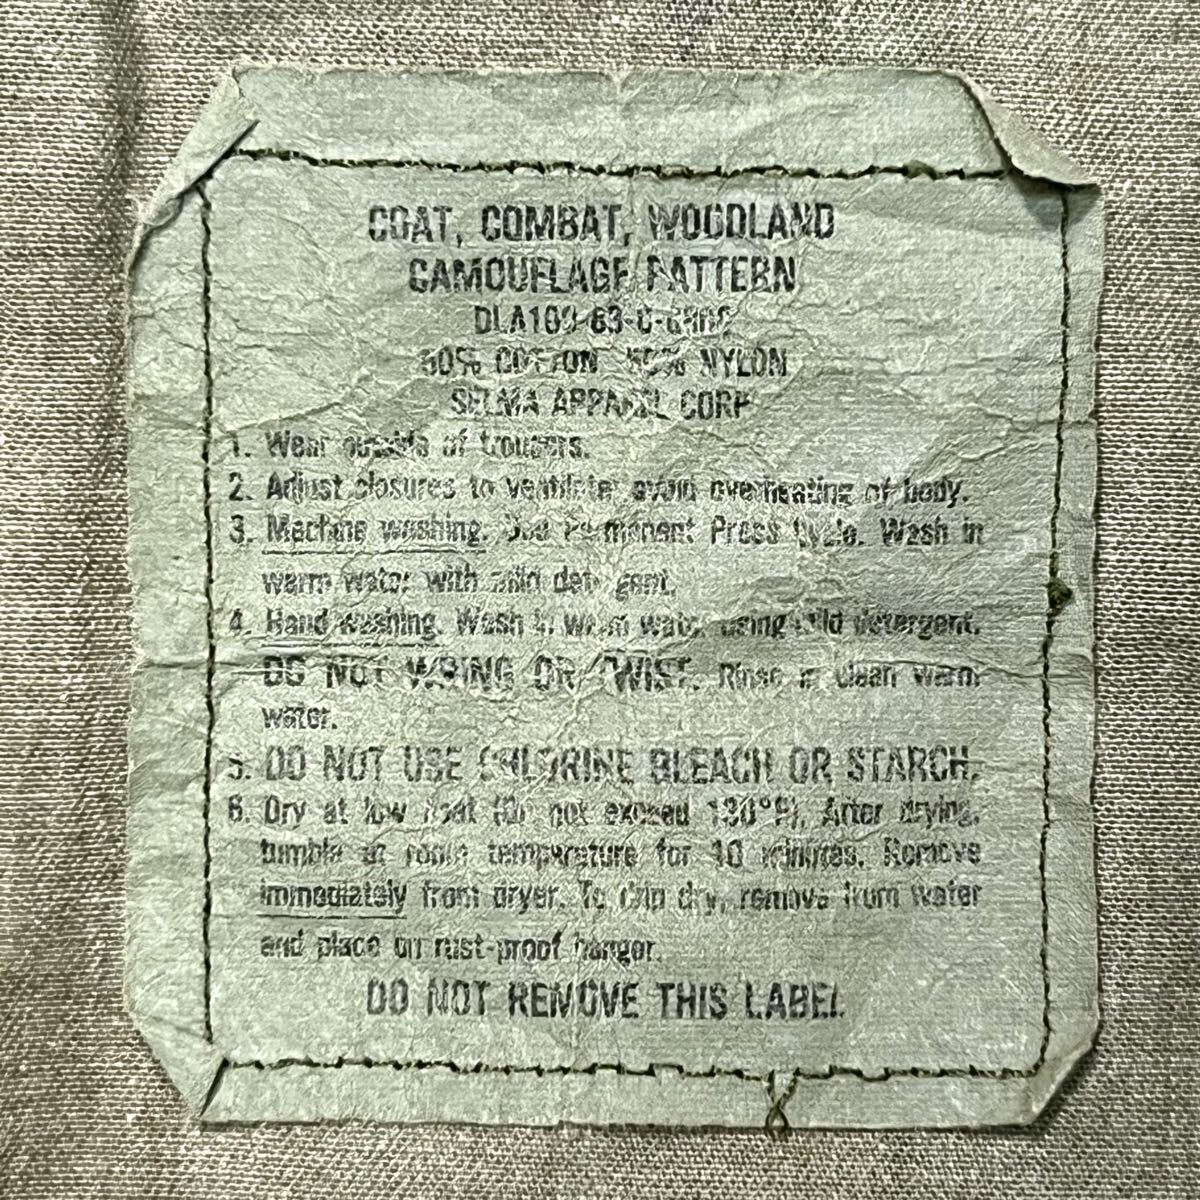 COAT, COMBAT, WOODLAND
CAMOUFLAGE PATTERN
50% COTTON 50% NYLON
SELMA APPAREL CORP
1. Wear outside of trousers.
2. Adjust closures to ventilate; avoid overheating of body.
3. Machine washing. Use Permanent Press Cycle. Wash in
warm water with mild detergent.
4. Hand washing. Wash in warm water using mild detergent.
DO NOT WRING OR TWIST. Rinse in clean warm
water.
5. DO NOT USE CHLORINE BLEACH OR STARCH.
6. Dry at low heat (Do not exceed 130°F). After drying,
tumble at room temperature for 10 minutes. Remove
immediately from dryer. To drip dry, remove from water
and place on rust-proof hanger.
DO NOT REMOVE THIS LABEL